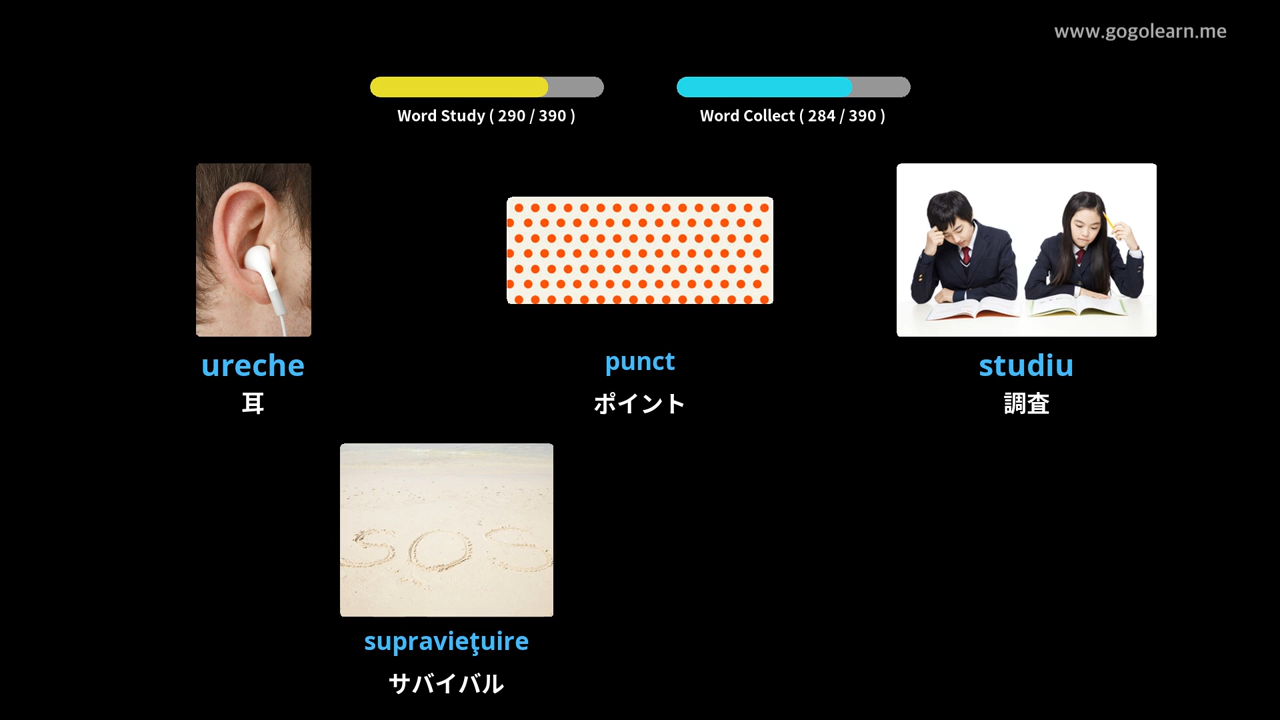 www.gogolearn.me
Word Study ( 290 / 390 )
Word Collect ( 284 / 390 )
ureche
耳
punct
ポイント
studiu
調査
SOS
supravieţuire
サバイバル